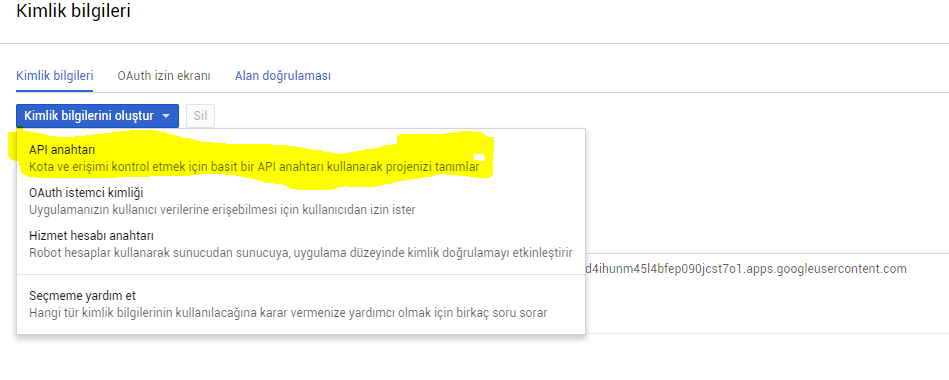 Kimlik bilgileri
Kimlik bilgileri OAuth izin ekranı Alan doğrulaması
Kimlik bilgilerini oluştur Sil
API anahtarı
Kota ve erişimi kontrol etmek için basit bir API anahtarı kullanarak projenizi tanımlar
OAuth istemci kimliği
Uygulamanızın kullanıcı verilerine erişebilmesi için kullanıcıdan izin ister
Hizmet hesabı anahtarı
Robot hesaplar kullanarak sunucudan sunucuya, uygulama düzeyinde kimlik doğrulamayı etkinleştirir
d4ihunm45l4bfep090jcst7o1.apps.googleusercontent.com
Seçmeme yardım et
Hangi tür kimlik bilgilerinin kullanılacağına karar vermenize yardımcı olmak için birkaç soru sorar